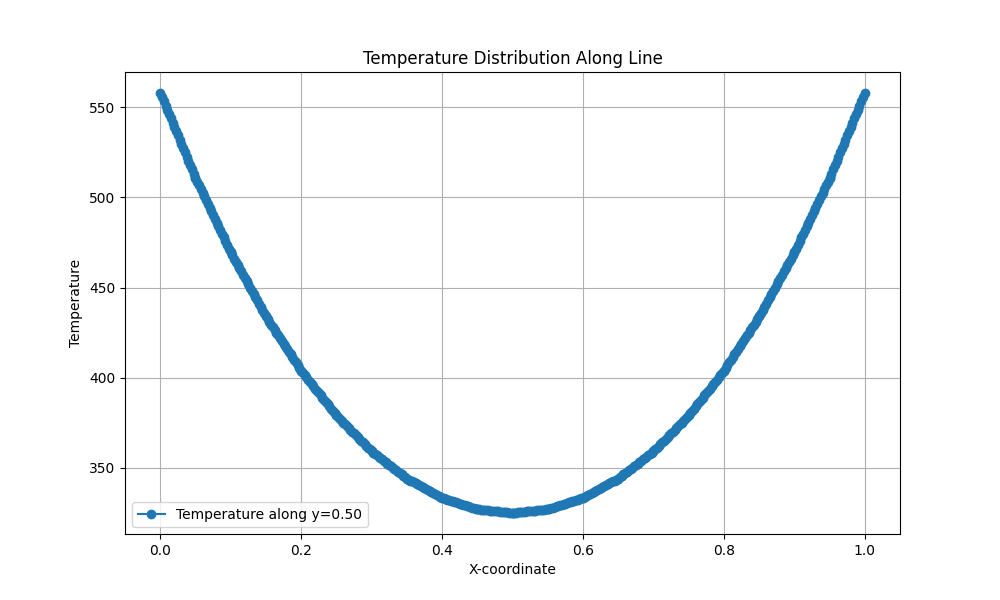 Temperature Distribution Along Line
Temperature
550
500
450
400
350
Temperature along y=0.50
0.0 0.2 0.4 0.6 0.8 1.0
X-coordinate